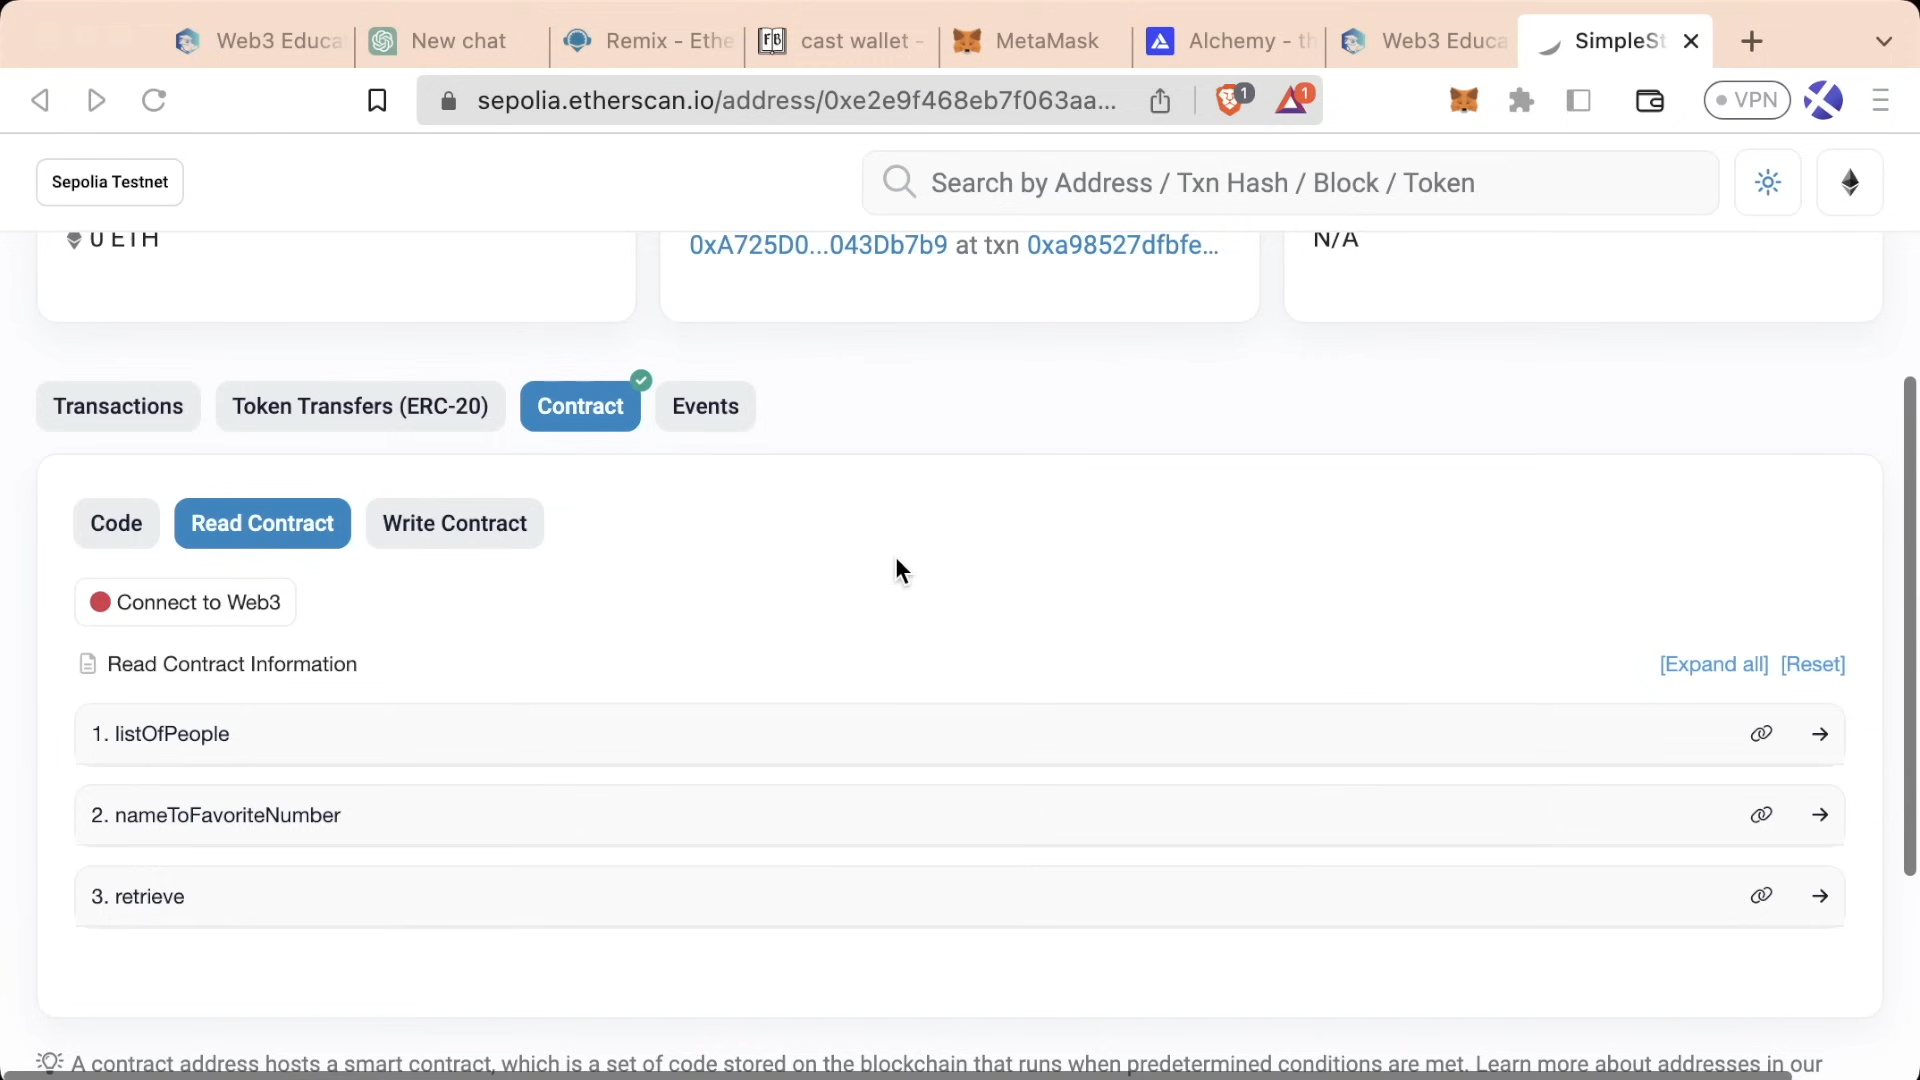 Web3 Educa
New chat
Remix - Ethe
cast wallet -
MetaMask
Alchemy - th
Web3 Educa
SimpleSt
sepolia.etherscan.io/address/0xe2e9f468eb7f063aa...
1
1
VPN
Sepolia Testnet
Search by Address / Txn Hash / Block / Token
0 ETH
0xA725D0...043Db7b9 at txn 0xa98527dfbfe...
N/A
Transactions
Token Transfers (ERC-20)
Contract
Events
Code
Read Contract
Write Contract
Connect to Web3
Read Contract Information
[Expand all] [Reset]
1. listOfPeople
2. nameToFavoriteNumber
3. retrieve
A contract address hosts a smart contract, which is a set of code stored on the blockchain that runs when predetermined conditions are met. Learn more about addresses in our